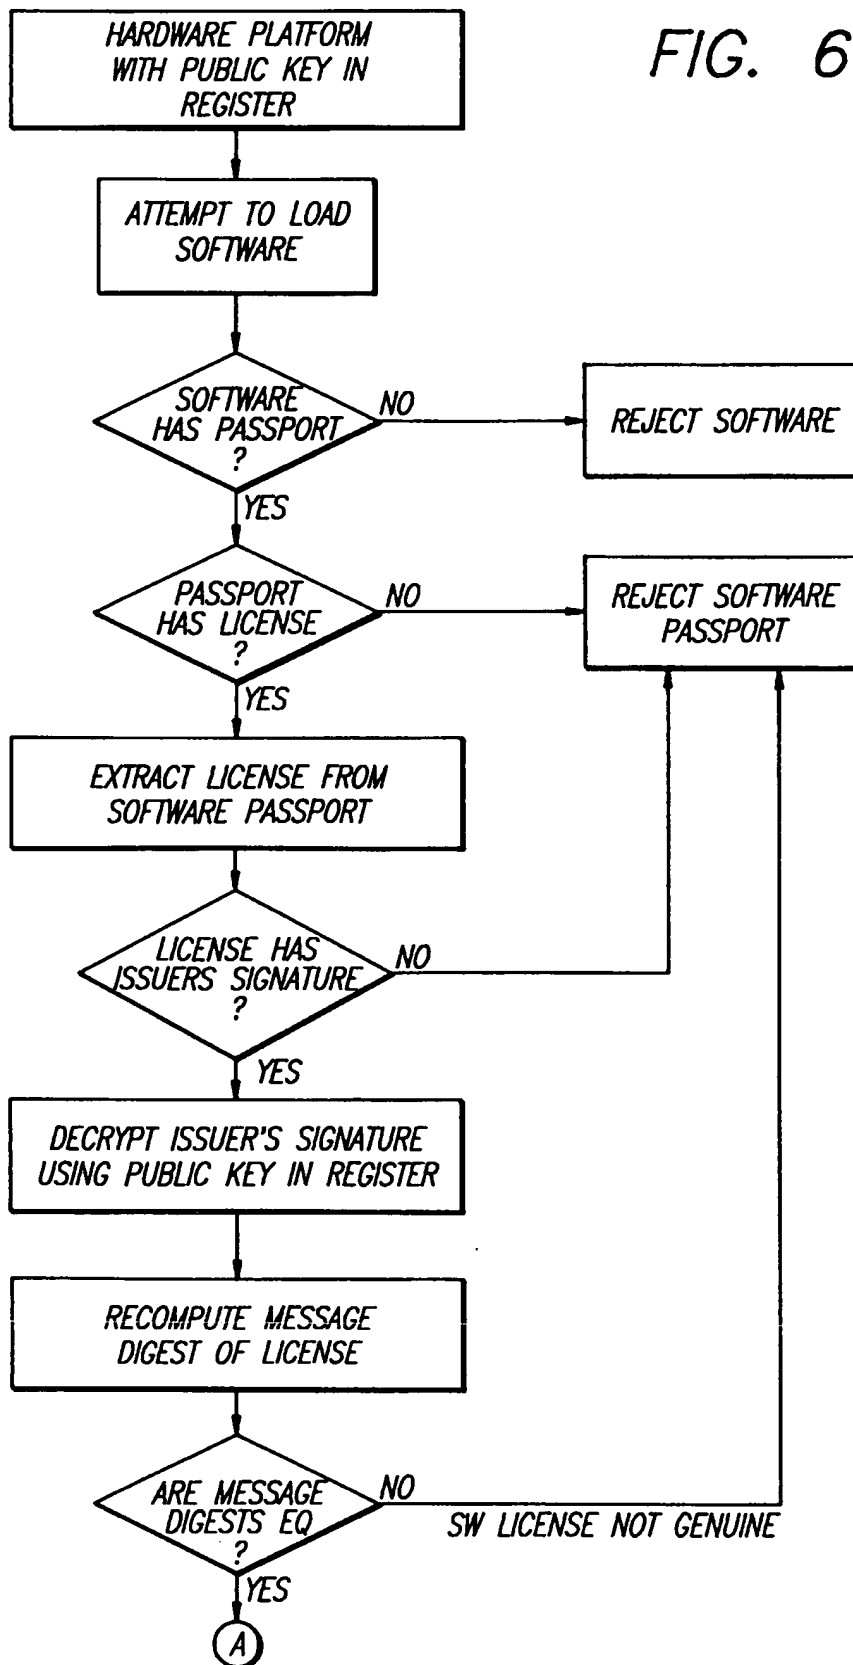 HARDWARE PLATFORM
WITH PUBLIC KEY IN
REGISTER
FIG. 6
ATTEMPT TO LOAD
SOFTWARE
SOFTWARE
HAS PASSPORT
?
NO
REJECT SOFTWARE
YES
PASSPORT
HAS LICENSE
?
NO
REJECT SOFTWARE
PASSPORT
YES
EXTRACT LICENSE FROM
SOFTWARE PASSPORT
LICENSE HAS
ISSUERS SIGNATURE
?
NO
YES
DECRYPT ISSUER'S SIGNATURE
USING PUBLIC KEY IN REGISTER
RECOMPUTE MESSAGE
DIGEST OF LICENSE
ARE MESSAGE
DIGESTS EQ
?
NO
SW LICENSE NOT GENUINE
YES
A